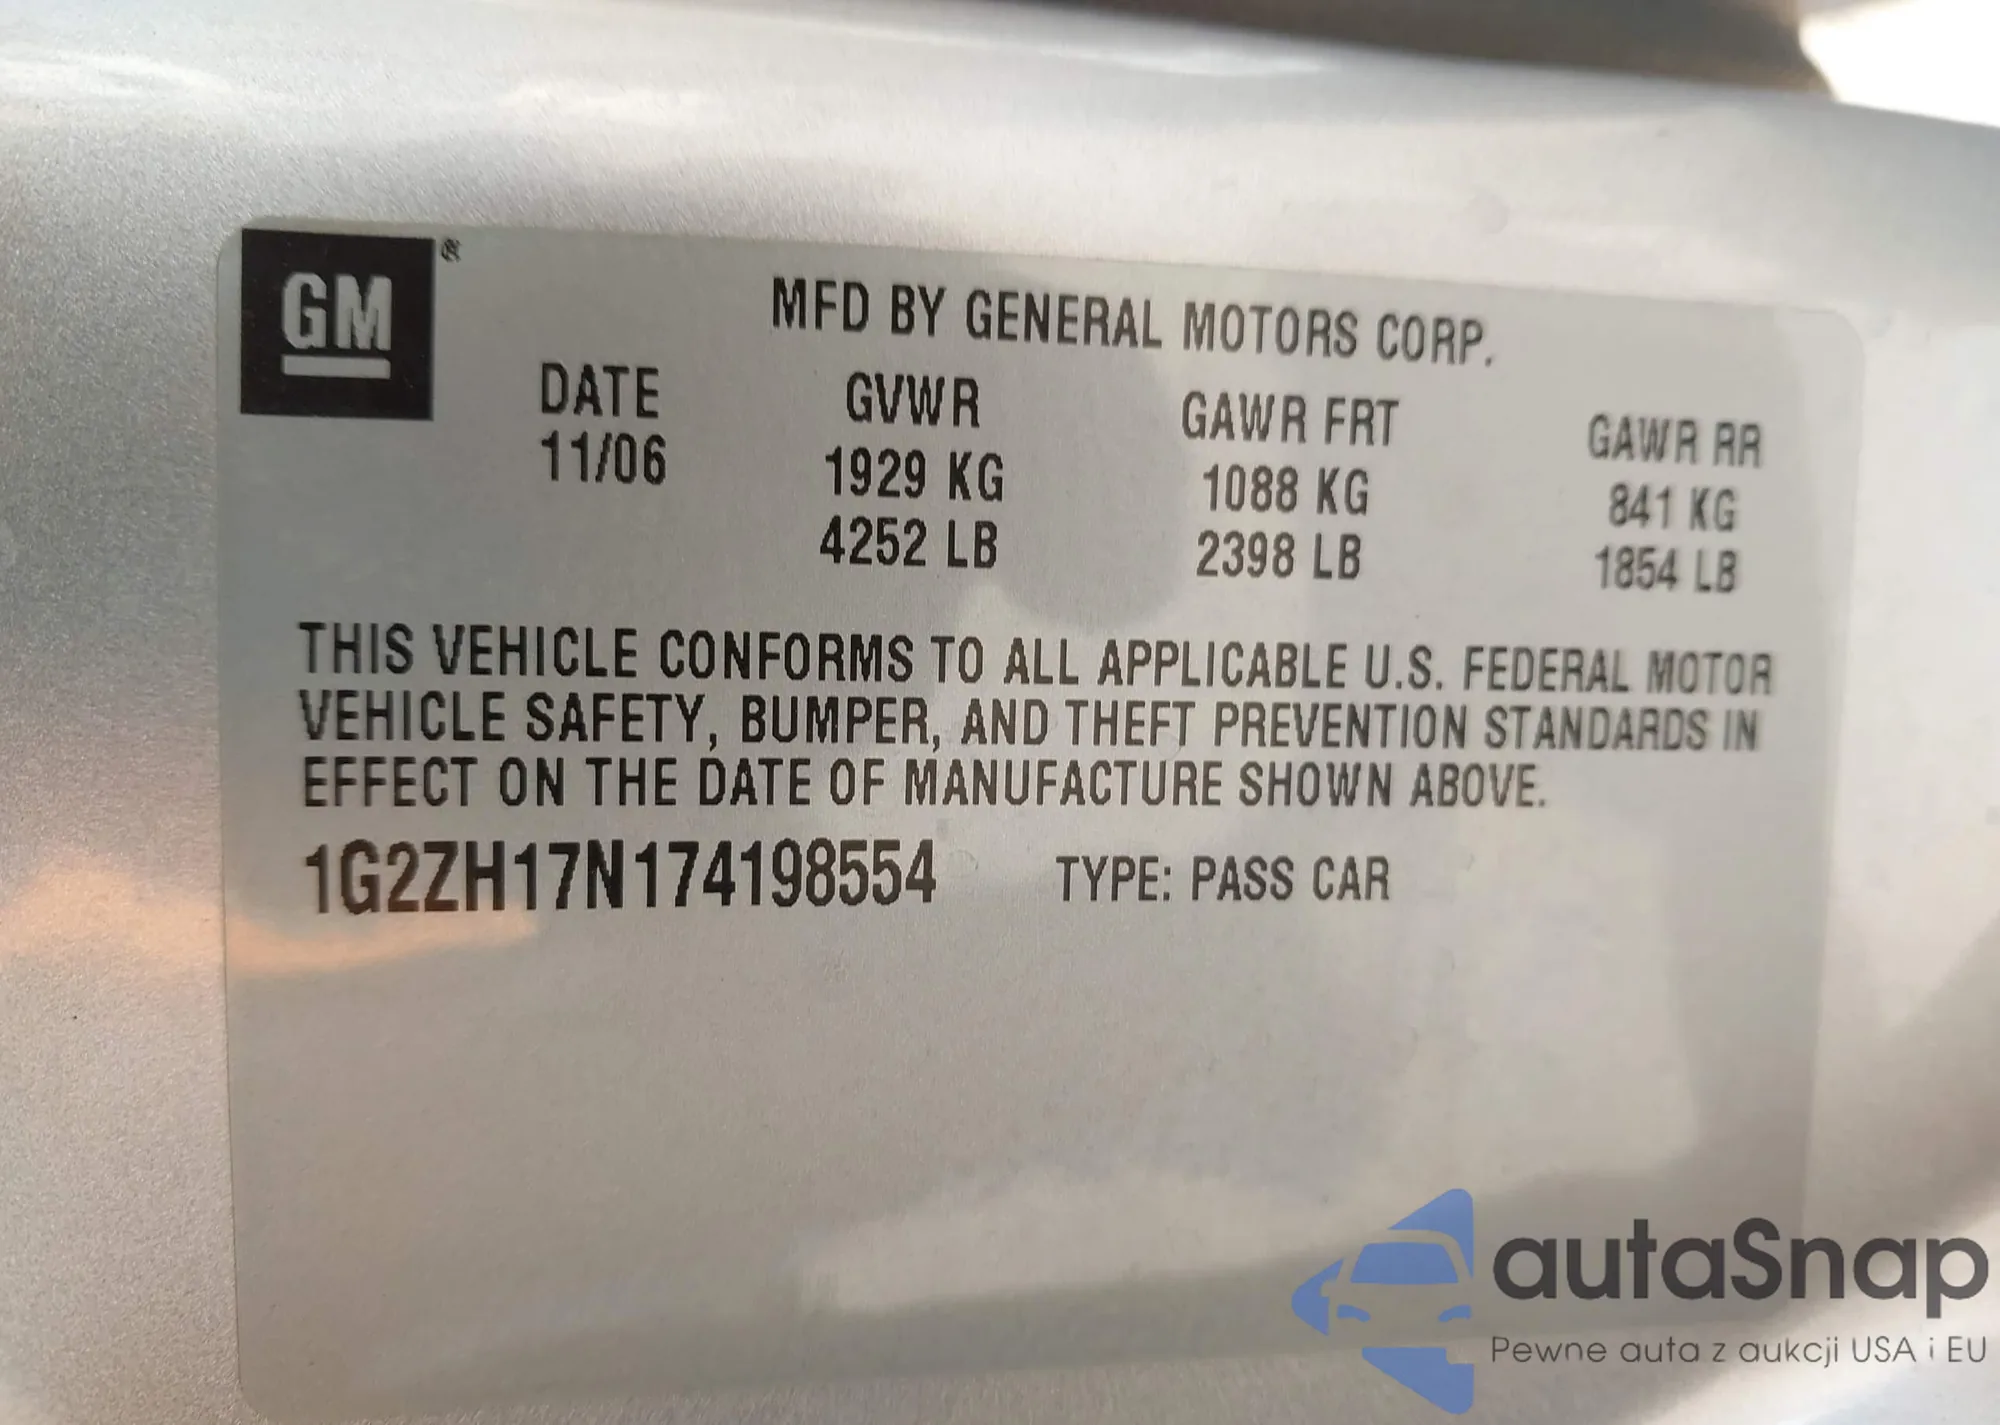 GM®
MFD BY GENERAL MOTORS CORP.
DATE GVWR GAWR FRT GAWR RR
11/06 1929 KG 1088 KG 841 KG
4252 LB 2398 LB 1854 LB
THIS VEHICLE CONFORMS TO ALL APPLICABLE U.S. FEDERAL MOTOR
VEHICLE SAFETY, BUMPER, AND THEFT PREVENTION STANDARDS IN
EFFECT ON THE DATE OF MANUFACTURE SHOWN ABOVE.
1G2ZH17N174198554 TYPE: PASS CAR
autaSnap
Pewne auta z aukcji USA i EU